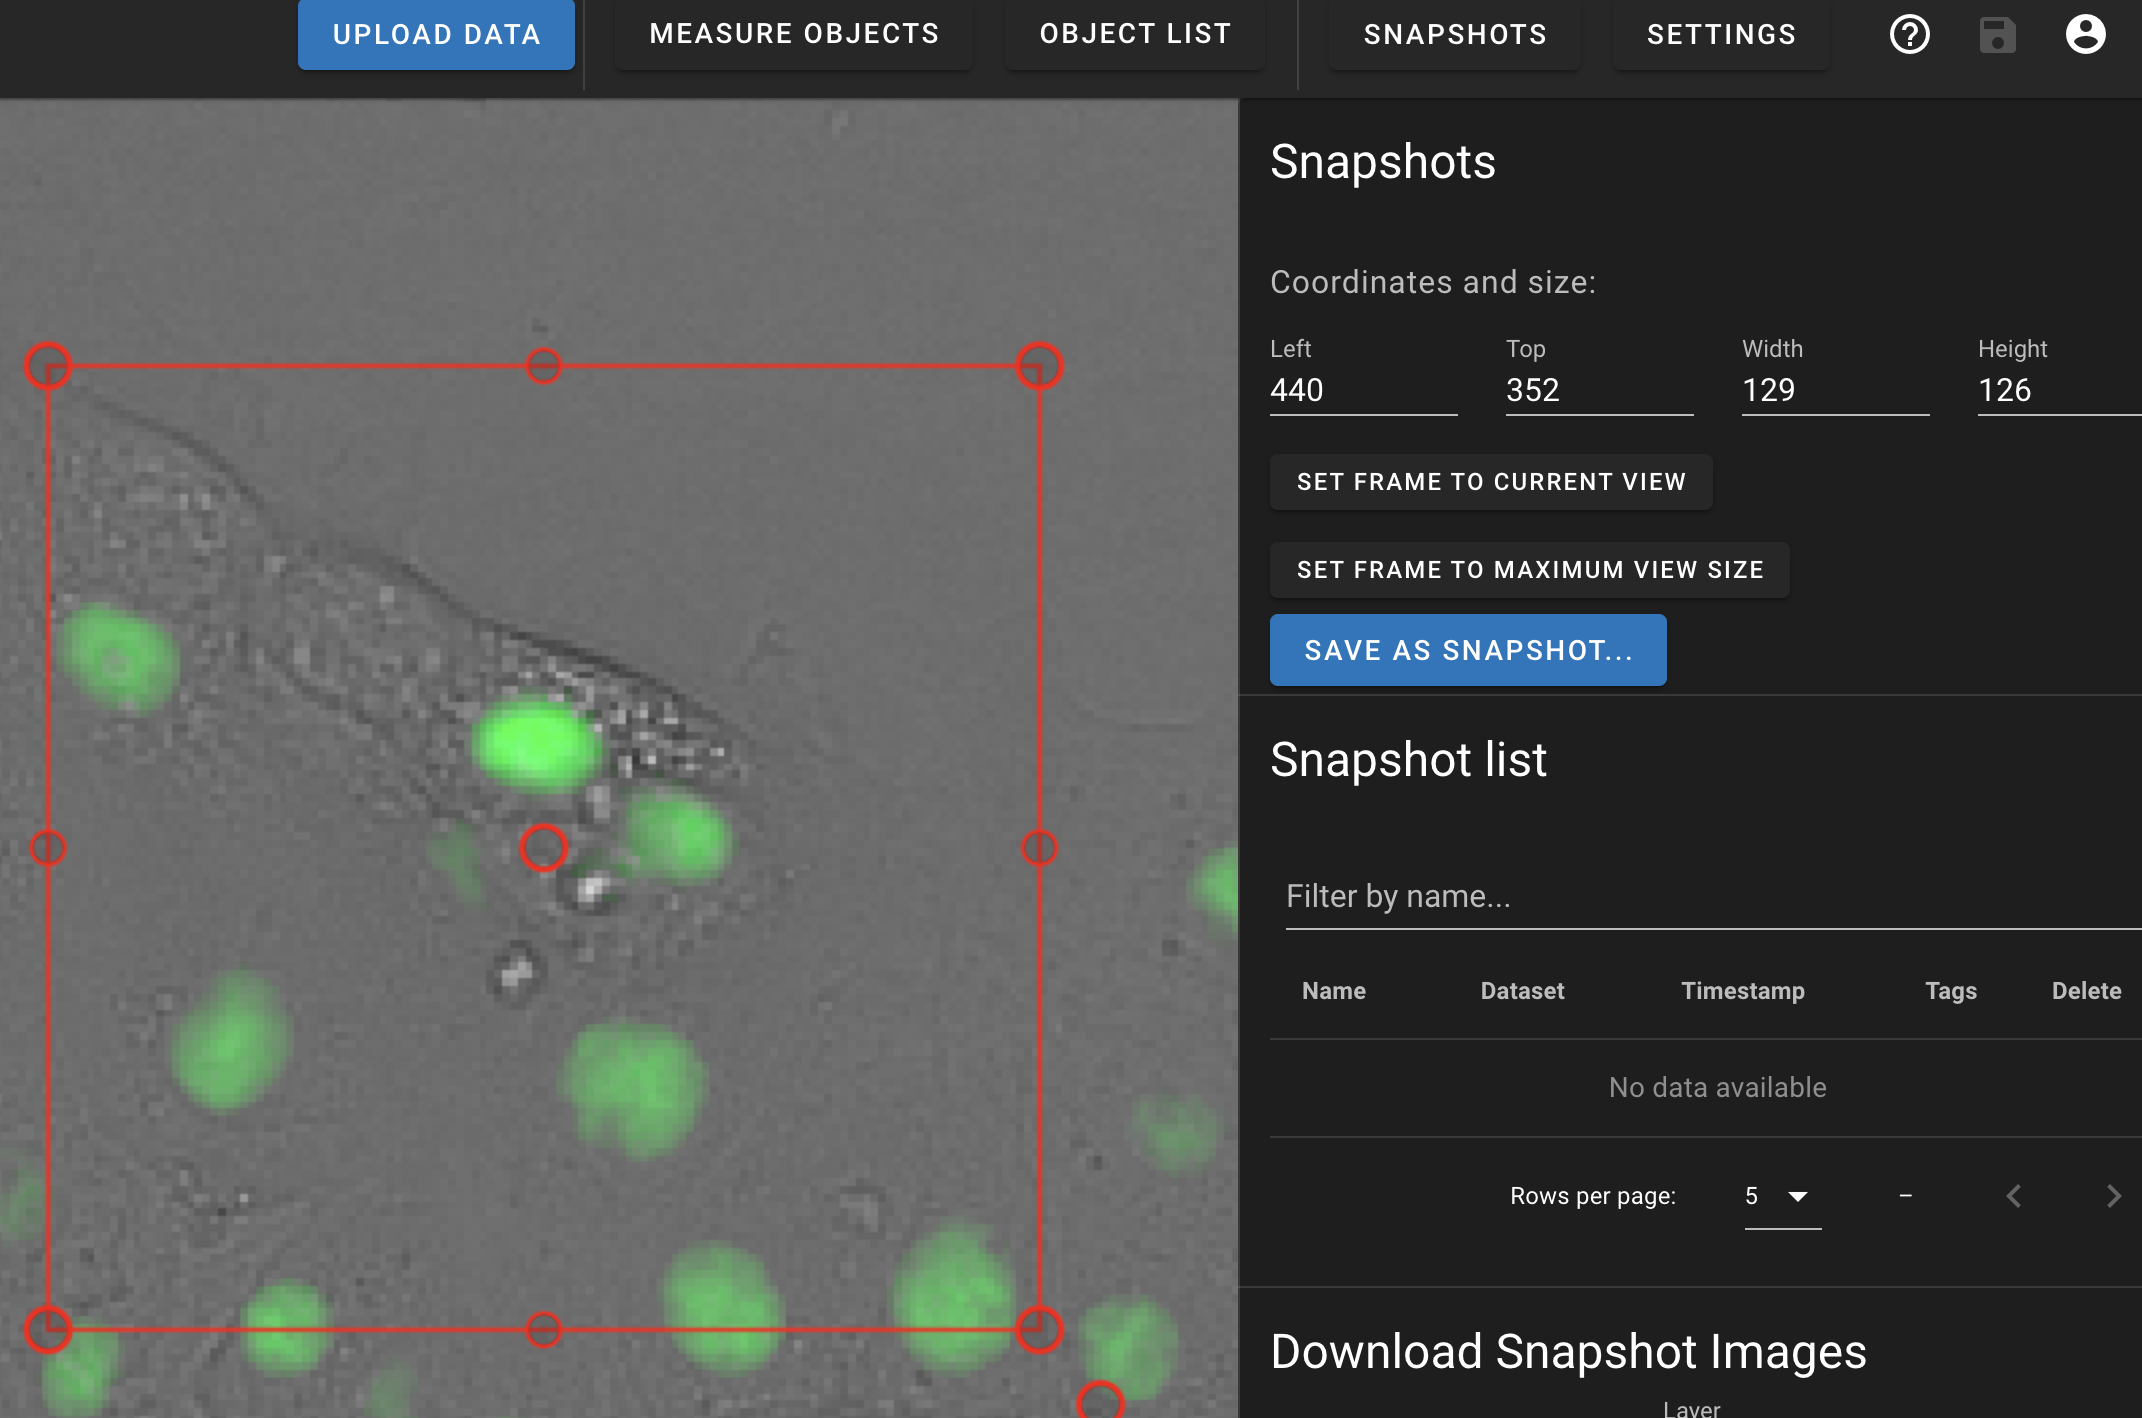 UPLOAD DATA
MEASURE OBJECTS
OBJECT LIST
SNAPSHOTS
SETTINGS
Snapshots
Coordinates and size:
Left
Top
Width
Height
440
352
129
126
SET FRAME TO CURRENT VIEW
SET FRAME TO MAXIMUM VIEW SIZE
SAVE AS SNAPSHOT...
Snapshot list
Filter by name...
Name
Dataset
Timestamp
Tags
Delete
No data available
Rows per page:
5
–
Download Snapshot Images
Layer